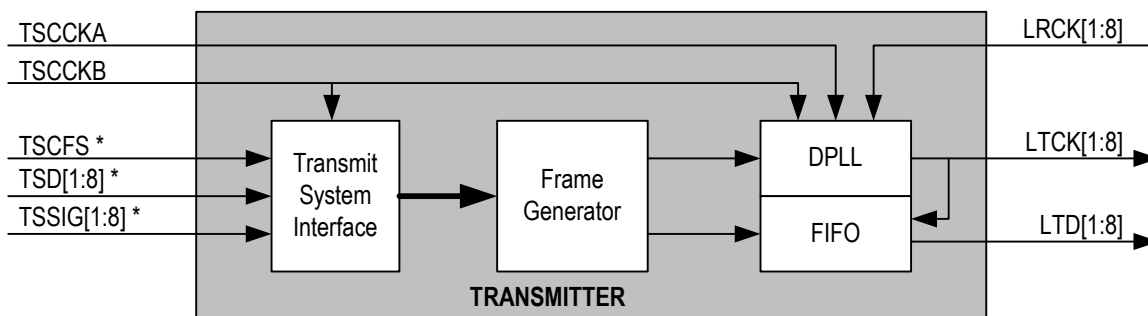 TSCCKA
LRCK[1:8]
TSCCKB
TSCFS *
TSD[1:8] *
TSSIG[1:8] *
Transmit
System
Interface
Frame
Generator
DPLL
FIFO
LTCK[1:8]
LTD[1:8]
TRANSMITTER